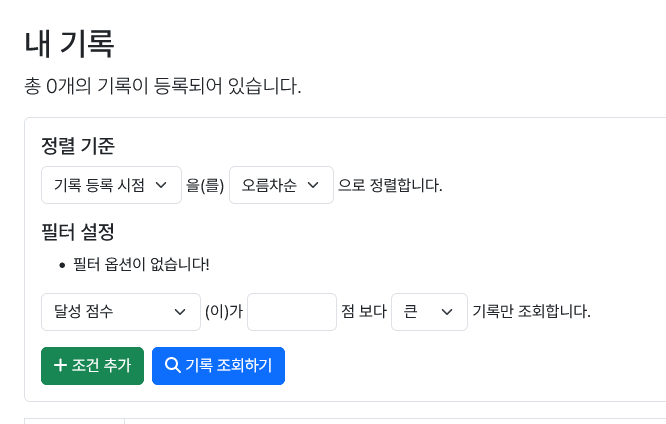 내 기록
총 0개의 기록이 등록되어 있습니다.
정렬 기준
기록 등록 시점 을(를) 오름차순 으로 정렬합니다.
필터 설정
• 필터 옵션이 없습니다!
달성 점수 (이)가 점 보다 큰 기록만 조회합니다.
조건 추가 기록 조회하기